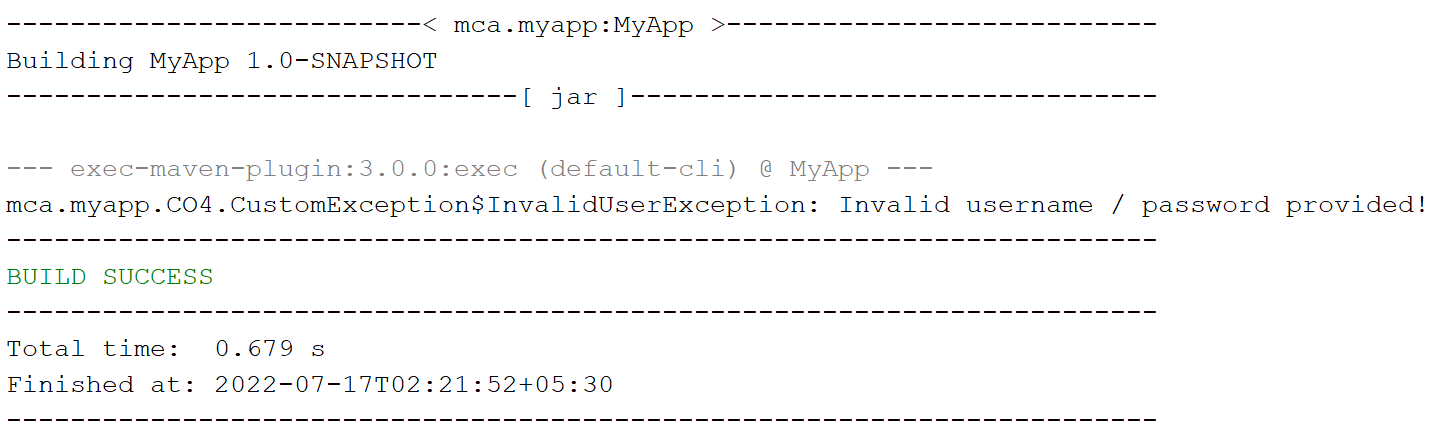 --------------------------< mca.myapp:MyApp >---------------------------
Building MyApp 1.0-SNAPSHOT
--------------------------------[ jar ]---------------------------------
--- exec-maven-plugin:3.0.0:exec (default-cli) @ MyApp ---
mca.myapp.CO4.CustomException$InvalidUserException: Invalid username / password provided!
------------------------------------------------------------------------
BUILD SUCCESS
------------------------------------------------------------------------
Total time:  0.679 s
Finished at: 2022-07-17T02:21:52+05:30
------------------------------------------------------------------------